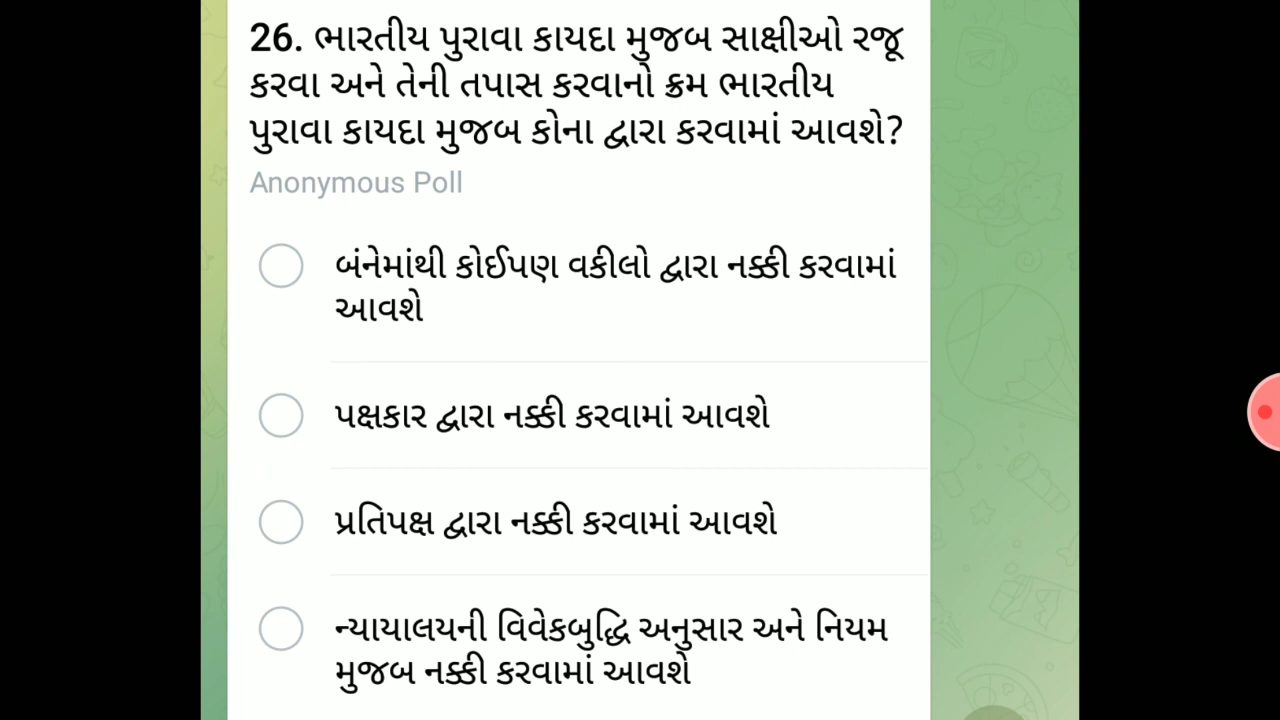 26. ભારતીય પુરાવા કાયદા મુજબ સાક્ષીઓ રજૂ
કરવા અને તેની તપાસ કરવાનો ક્રમ ભારતીય
પુરાવા કાયદા મુજબ કોના દ્વારા કરવામાં આવશે?
Anonymous Poll
બંનેમાંથી કોઈપણ વકીલો દ્વારા નક્કી કરવામાં
આવશે
પક્ષકાર દ્વારા નક્કી કરવામાં આવશે
પ્રતિપક્ષ દ્વારા નક્કી કરવામાં આવશે
ન્યાયાલયની વિવેકબુદ્ધિ અનુસાર અને નિયમ
મુજબ નક્કી કરવામાં આવશે